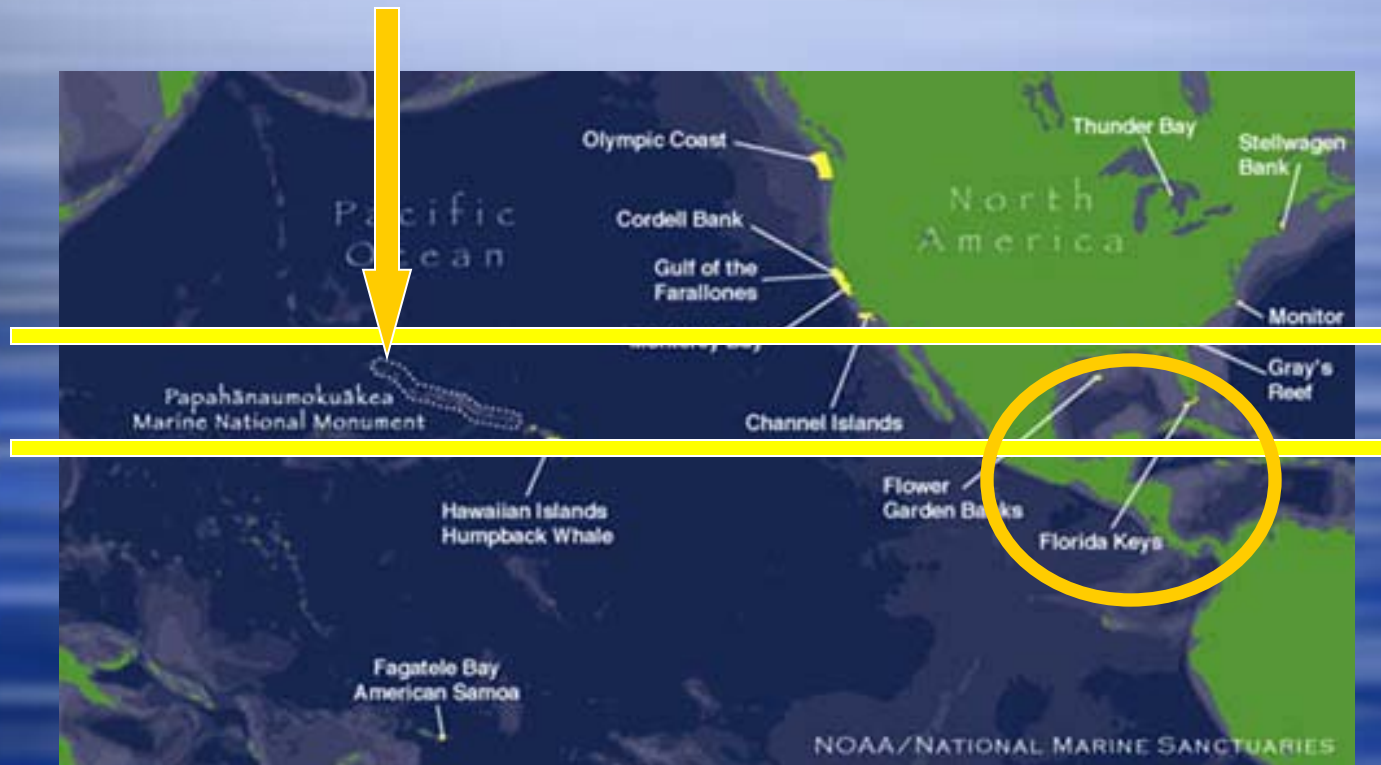 Olympic Coast
Thunder Bay
Stellwagen
Bank
Pacific
Ocean
North
America
Cordell Bank
Gulf of the
Farallones
Monterey Bay
Monitor
Gray's
Reef
Papahānaumokuākea
Marine National Monument
Channel Islands
Hawaiian Islands
Humpback Whale
Flower
Garden Banks
Florida Keys
Fagatele Bay
American Samoa
NOAA/NATIONAL MARINE SANCTUARIES